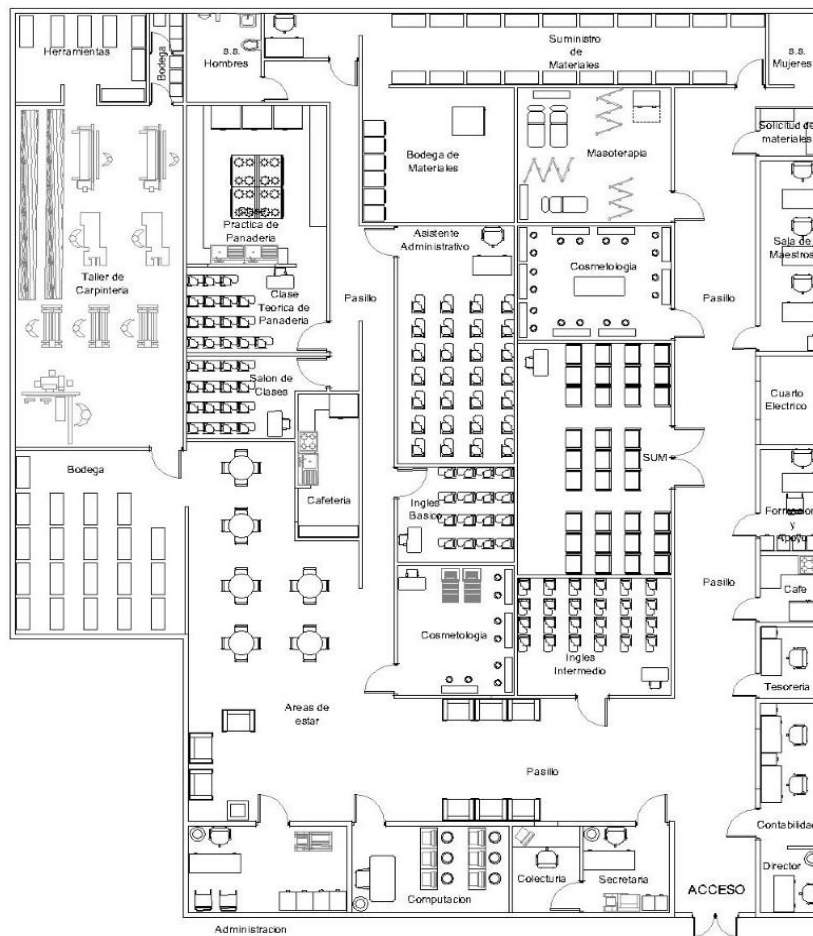 Herramientas
Bodega
s.s.
Hombres
Suministro
de
Materiales
s.s.
Mujeres
Solicitud de
materiales
Bodega de
Materiales
Masoterapia
Clase
Practica de
Panaderia
Asistente
Administrativo
Cosmetologia
Sala de
Maestros
Taller de
Carpinteria
Clase
Teorica de
Panaderia
Pasillo
Pasillo
Salon de
Clases
Cuarto
Electrico
Bodega
Cafeteria
SUM
Ingles
Basico
Formacion
y
Apoyo
Pasillo
Cafe
Cosmetologia
Ingles
Intermedio
Tesoreria
Areas de
estar
Pasillo
Contabilidad
Colecturia
Secretaria
Director
Computacion
ACCESO
Administracion